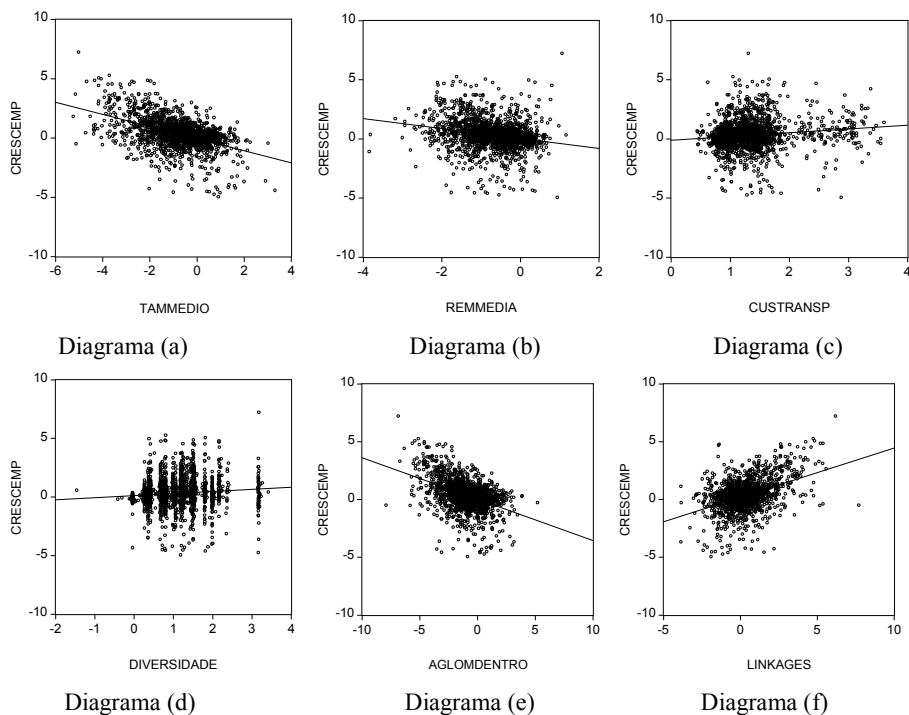 10
5
0
-5
-10
CRESCEMP
-6 -4 -2 0 2 4
TAMMEDIO
Diagrama (a)
10
5
0
-5
-10
CRESCEMP
-4 -2 0 2
REMMEDIA
Diagrama (b)
10
5
0
-5
-10
CRESCEMP
0 1 2 3 4
CUSTRANSP
Diagrama (c)
10
5
0
-5
-10
CRESCEMP
-2 -1 0 1 2 3 4
DIVERSIDADE
Diagrama (d)
10
5
0
-5
-10
CRESCEMP
-10 -5 0 5 10
AGLOMDENTRO
Diagrama (e)
10
5
0
-5
-10
CRESCEMP
-5 0 5 10
LINKAGES
Diagrama (f)